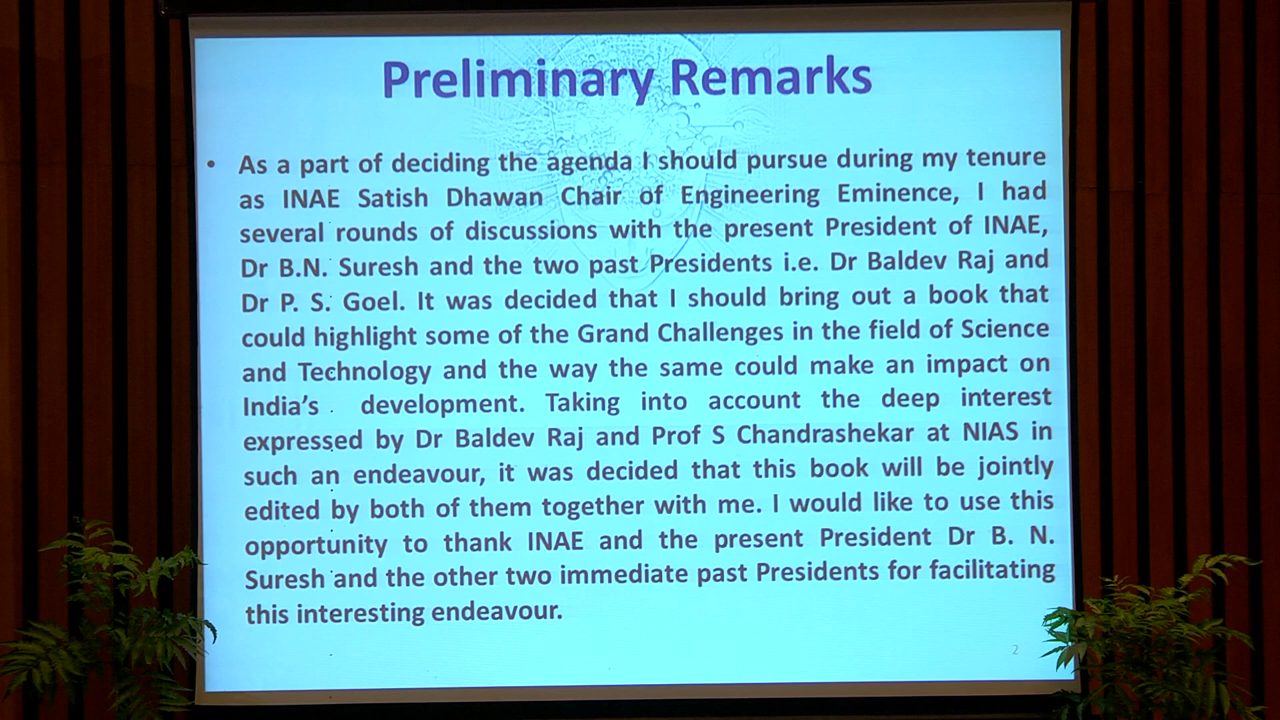 Preliminary Remarks
• As a part of deciding the agenda I should pursue during my tenure
as INAE Satish Dhawan Chair of Engineering Eminence, I had
several rounds of discussions with the present President of INAE,
Dr B.N. Suresh and the two past Presidents i.e. Dr Baldev Raj and
Dr P. S. Goel. It was decided that I should bring out a book that
could highlight some of the Grand Challenges in the field of Science
and Technology and the way the same could make an impact on
India's development. Taking into account the deep interest
expressed by Dr Baldev Raj and Prof S Chandrashekar at NIAS in
such an endeavour, it was decided that this book will be jointly
edited by both of them together with me. I would like to use this
opportunity to thank INAE and the present President Dr B. N.
Suresh and the other two immediate past Presidents for facilitating
this interesting endeavour.
2